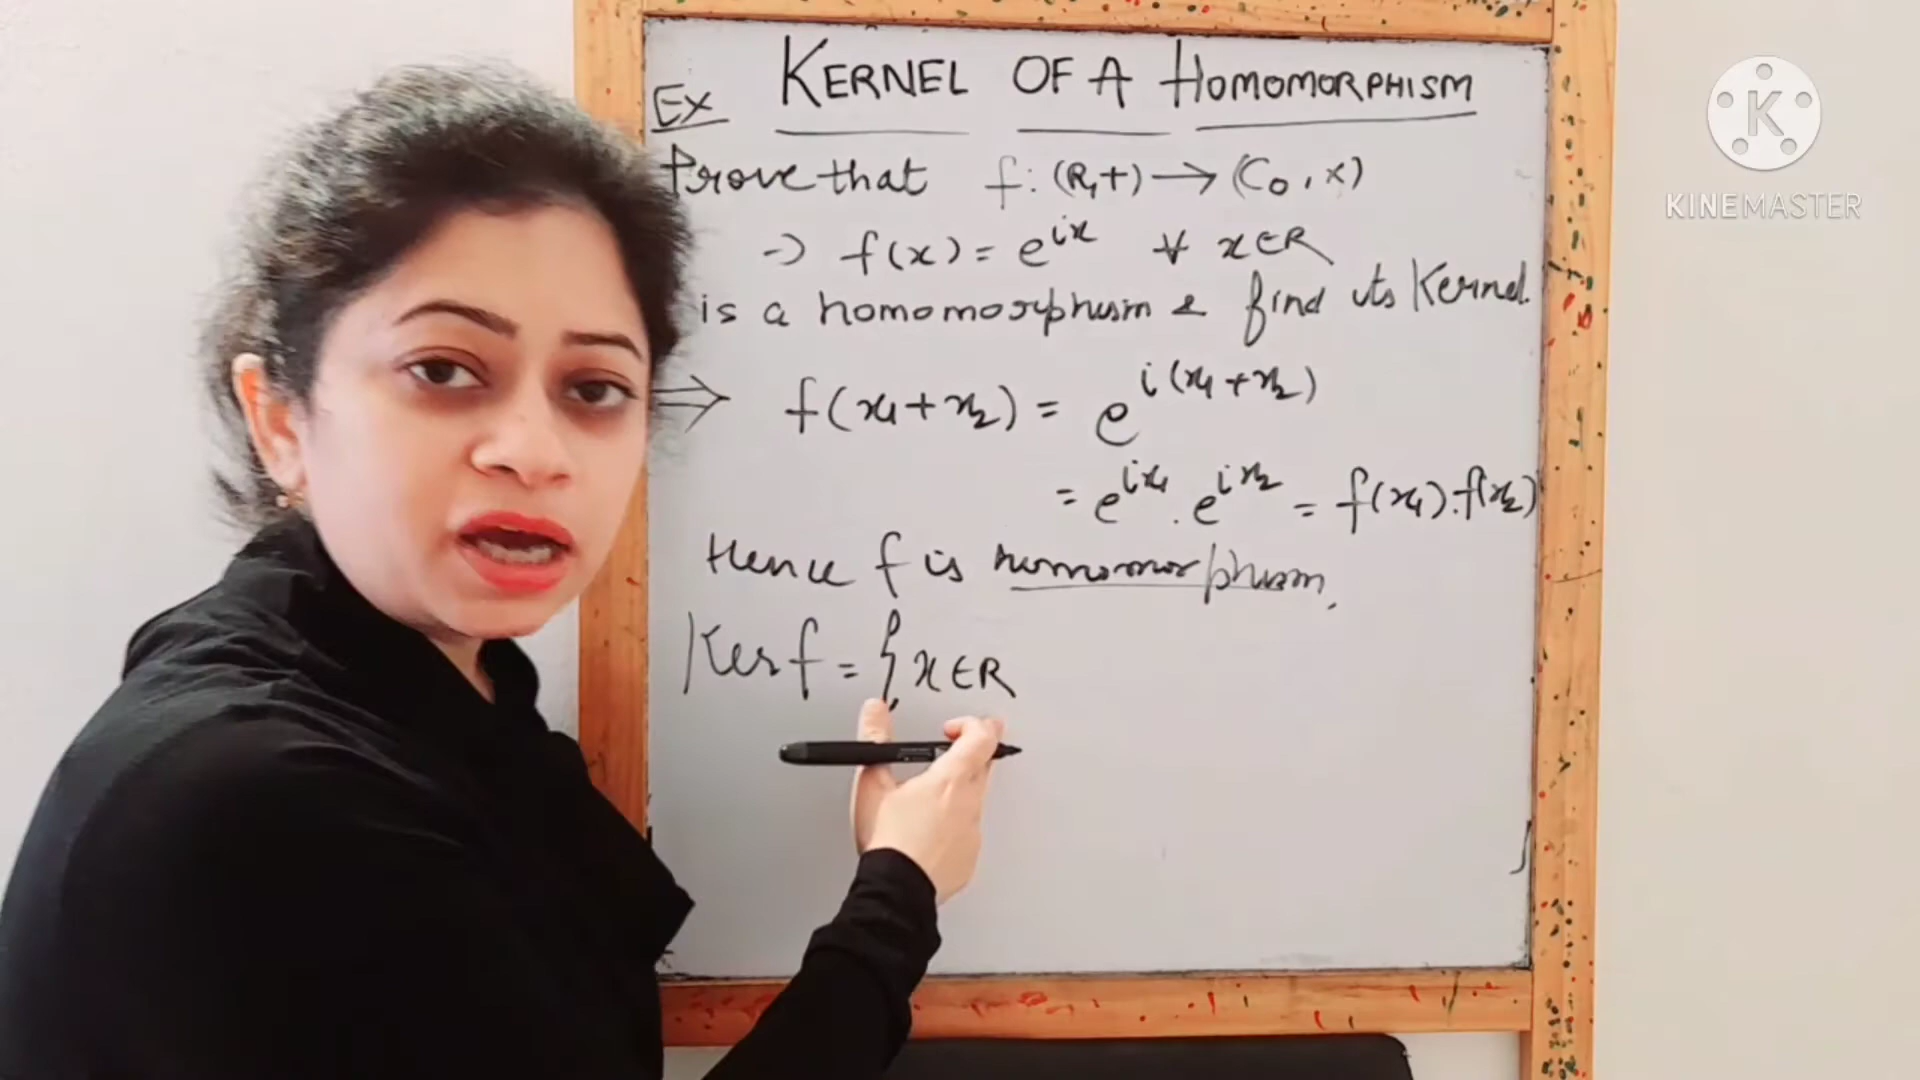 KERNEL OF A HOMOMORPHISM
Ex
Prove that f: (R,+) → (C₀, ×)
→) f(x) = e^{ix} ∀ x∈R
is a homomorphism & find its Kernel.
⇒ f(x₁+x₂) = e^{i(x₁+x₂)}
= e^{ix₁} . e^{ix₂} = f(x₁).f(x₂)
Hence f is homomorphism.
Ker f = { x∈R
K
KINEMASTER